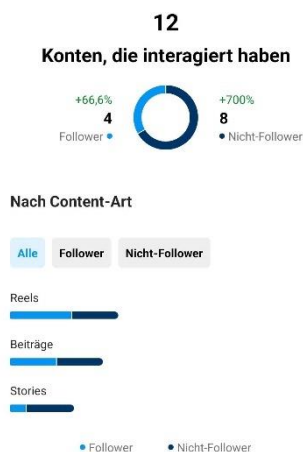 12
Konten, die interagiert haben
+66,6% +700%
4 8
Follower Nicht-Follower
Nach Content-Art
Alle Follower Nicht-Follower
Reels
Beiträge
Stories
Follower Nicht-Follower